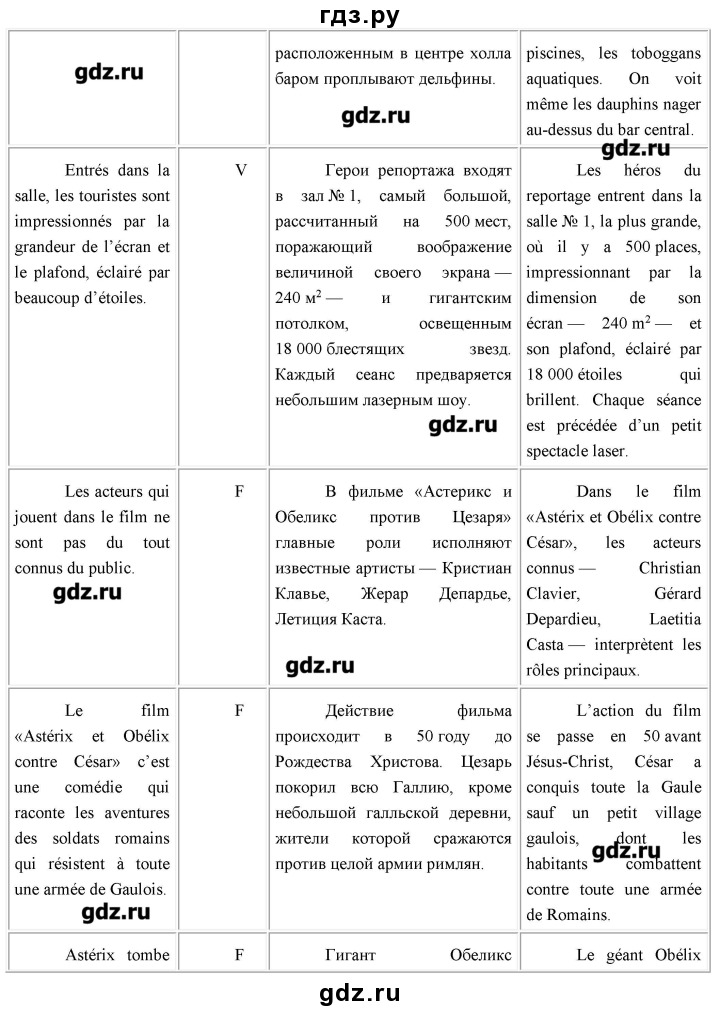 гдз.ру
gdz.ru
расположенным в центре холла
баром проплывают дельфины.
gdz.ru
piscines, les toboggans
aquatiques. On voit
même les dauphins nager
au-dessus du bar central.
gdz.ru
Entrés dans la
salle, les touristes sont
impressionnés par la
grandeur de l’écran et
le plafond, éclairé par
beaucoup d’étoiles.
V
Герои репортажа входят
в зал № 1, самый большой,
рассчитанный на 500 мест,
поражающий воображение
величиной своего экрана —
240 м² — и гигантским
потолком, освещенным
18 000 блестящих звезд.
Каждый сеанс предваряется
небольшим лазерным шоу.
gdz.ru
Les héros du
reportage entrent dans la
salle № 1, la plus grande,
où il y a 500 places,
impressionnant par la
dimension de son
écran — 240 m² — et
son plafond, éclairé par
18 000 étoiles qui
brillent. Chaque séance
est précédée d’un petit
spectacle laser.
Les acteurs qui
jouent dans le film ne
sont pas du tout
connus du public.
gdz.ru
F
В фильме «Астерикс и
Обеликс против Цезаря»
главные роли исполняют
известные артисты — Кристиан
Клавье, Жерар Депардье,
Летиция Каста.
gdz.ru
Dans le film
«Astérix et Obélix contre
César», les acteurs
connus — Christian
Clavier, Gérard
Depardieu, Laetitia
Casta — interprètent les
rôles principaux.
Le film
«Astérix et Obélix
contre César» c’est
une comédie qui
raconte les aventures
des soldats romains
qui résistent à toute
une armée de Gaulois.
gdz.ru
F
Действие фильма
происходит в 50 году до
Рождества Христова. Цезарь
покорил всю Галлию, кроме
небольшой галльской деревни,
жители которой сражаются
против целой армии римлян.
L’action du film
se passe en 50 avant
Jésus-Christ, César a
conquis toute la Gaule
sauf un petit village
gaulois, dont les
habitants combattent
contre toute une armée
de Romains.
gdz.ru
Astérix tombe
F
Гигант Обеликс
Le géant Obélix
gdz.ru